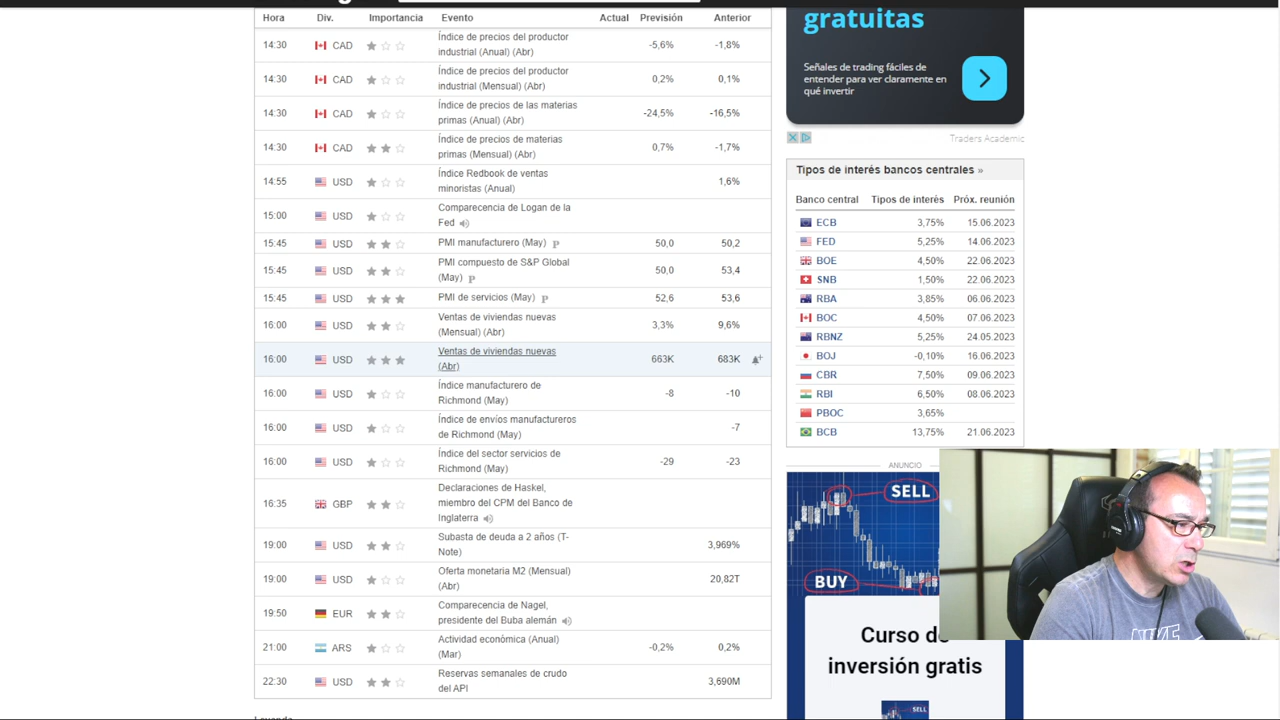 Hora Div. Importancia Evento Actual Previsión Anterior
14:30 CAD Índice de precios del productor
industrial (Anual) (Abr) -5,6% -1,8%
14:30 CAD Índice de precios del productor
industrial (Mensual) (Abr) 0,2% 0,1%
14:30 CAD Índice de precios de las materias
primas (Anual) (Abr) -24,5% -16,5%
14:30 CAD Índice de precios de materias
primas (Mensual) (Abr) 0,7% -1,7%
14:55 USD Índice Redbook de ventas
minoristas (Anual) 1,6%
15:00 USD Comparecencia de Logan de la
Fed
15:45 USD PMI manufacturero (May) P 50,0 50,2
15:45 USD PMI compuesto de S&P Global
(May) P 50,0 53,4
15:45 USD PMI de servicios (May) P 52,6 53,6
16:00 USD Ventas de viviendas nuevas
(Mensual) (Abr) 3,3% 9,6%
16:00 USD Ventas de viviendas nuevas
(Abr) 663K 683K
16:00 USD Índice manufacturero de
Richmond (May) -8 -10
16:00 USD Índice de envíos manufactureros
de Richmond (May) -7
16:00 USD Índice del sector servicios de
Richmond (May) -29 -23
16:35 GBP Declaraciones de Haskel,
miembro del CPM del Banco de
Inglaterra
19:00 USD Subasta de deuda a 2 años (T-
Note) 3,969%
19:00 USD Oferta monetaria M2 (Mensual)
(Abr) 20,82T
19:50 EUR Comparecencia de Nagel,
presidente del Buba alemán
21:00 ARS Actividad económica (Anual)
(Mar) -0,2% 0,2%
22:30 USD Reservas semanales de crudo
del API 3,690M
gratuitas
Señales de trading fáciles de
entender para ver claramente en
qué invertir
Traders Academic
Tipos de interés bancos centrales »
Banco central Tipos de interés Próx. reunión
ECB 3,75% 15.06.2023
FED 5,25% 14.06.2023
BOE 4,50% 22.06.2023
SNB 1,50% 22.06.2023
RBA 3,85% 06.06.2023
BOC 4,50% 07.06.2023
RBNZ 5,25% 24.05.2023
BOJ -0,10% 16.06.2023
CBR 7,50% 09.06.2023
RBI 6,50% 08.06.2023
PBOC 3,65%
BCB 13,75% 21.06.2023
ANUNCIO
SELL
BUY
Curso de
inversión gratis
SELL
NIKE